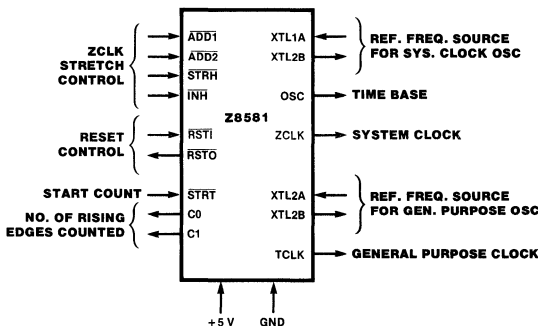 ZCLK
STRETCH
CONTROL
ADD1
ADD2
STRH
INH
RESET
CONTROL
RSTI
RSTO
START COUNT
STRT
NO. OF RISING
EDGES COUNTED
C0
C1
Z8581
XTL1A
XTL2B
REF. FREQ. SOURCE
FOR SYS. CLOCK OSC
OSC
TIME BASE
ZCLK
SYSTEM CLOCK
XTL2A
XTL2B
REF. FREQ. SOURCE
FOR GEN. PURPOSE OSC
TCLK
GENERAL PURPOSE CLOCK
+5 V
GND